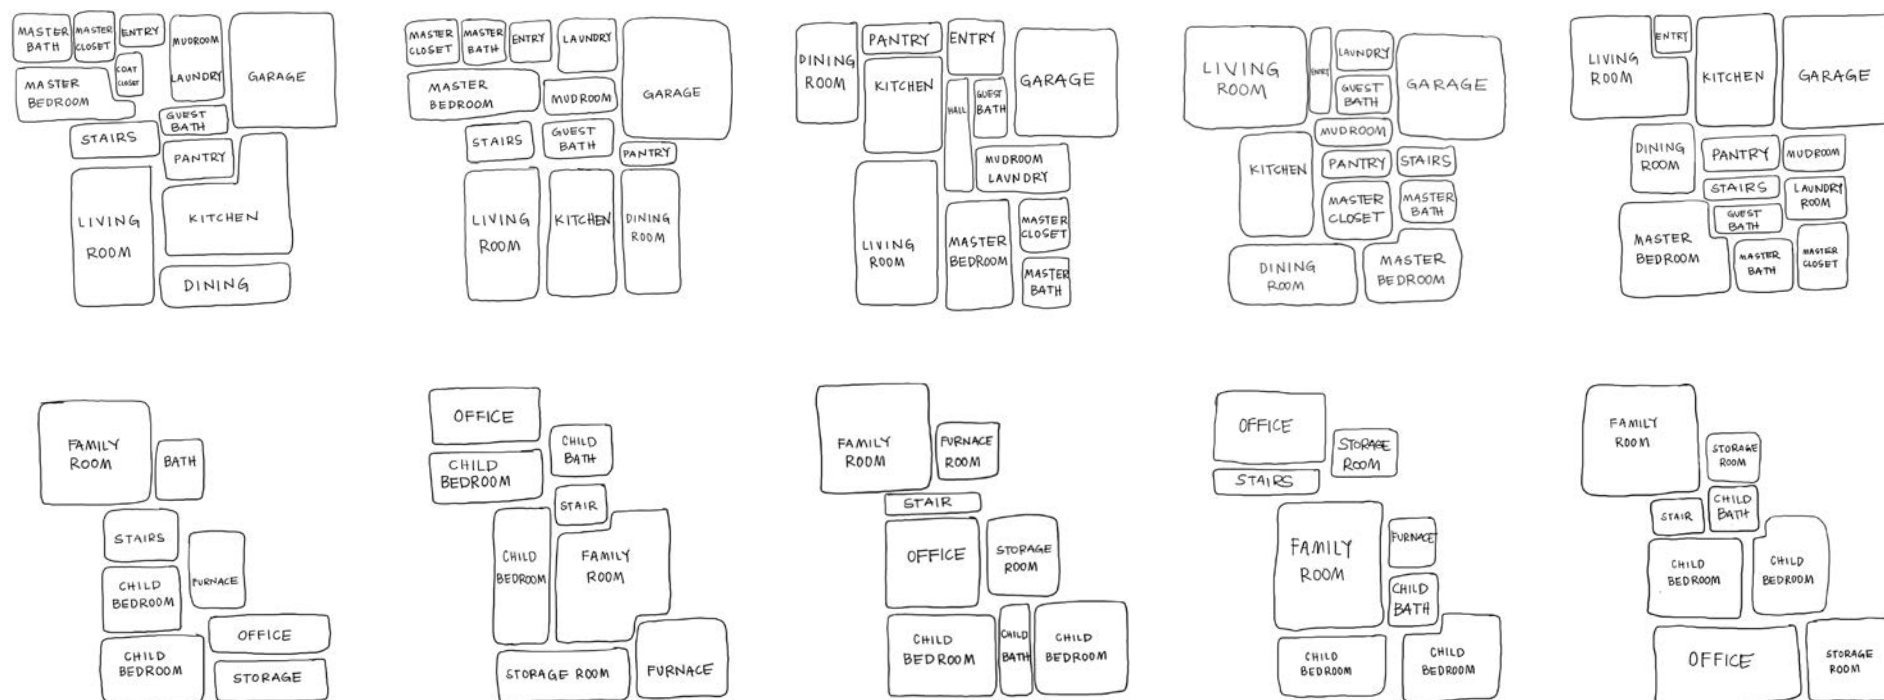 MASTER
BATH
MASTER
CLOSET
ENTRY
MUDROOM
LAUNDRY
GARAGE
COAT
CLOSET
MASTER
BEDROOM
GUEST
BATH
STAIRS
PANTRY
LIVING
ROOM
KITCHEN
DINING
MASTER
CLOSET
MASTER
BATH
ENTRY
LAUNDRY
GARAGE
MASTER
BEDROOM
MUDROOM
STAIRS
GUEST
BATH
PANTRY
LIVING
ROOM
KITCHEN
DINING
ROOM
DINING
ROOM
PANTRY
ENTRY
KITCHEN
GARAGE
HALL
GUEST
BATH
MUDROOM
LAUNDRY
LIVING
ROOM
MASTER
BEDROOM
MASTER
CLOSET
MASTER
BATH
LIVING
ROOM
ENTRY
LAUNDRY
GUEST
BATH
GARAGE
MUDROOM
KITCHEN
PANTRY
STAIRS
MASTER
CLOSET
MASTER
BATH
DINING
ROOM
MASTER
BEDROOM
LIVING
ROOM
ENTRY
KITCHEN
GARAGE
DINING
ROOM
PANTRY
MUDROOM
STAIRS
LAUNDRY
ROOM
GUEST
BATH
MASTER
BEDROOM
MASTER
BATH
MASTER
CLOSET
FAMILY
ROOM
BATH
STAIRS
FURNACE
CHILD
BEDROOM
OFFICE
CHILD
BEDROOM
STORAGE
OFFICE
CHILD
BATH
CHILD
BEDROOM
STAIR
CHILD
BEDROOM
FAMILY
ROOM
STORAGE ROOM
FURNACE
FAMILY
ROOM
FURNACE
ROOM
STAIR
OFFICE
STORAGE
ROOM
CHILD
BEDROOM
CHILD
BATH
CHILD
BEDROOM
OFFICE
STORAGE
ROOM
STAIRS
FAMILY
ROOM
FURNACE
CHILD
BATH
CHILD
BEDROOM
CHILD
BEDROOM
FAMILY
ROOM
STORAGE
ROOM
STAIR
CHILD
BATH
CHILD
BEDROOM
CHILD
BEDROOM
OFFICE
STORAGE
ROOM